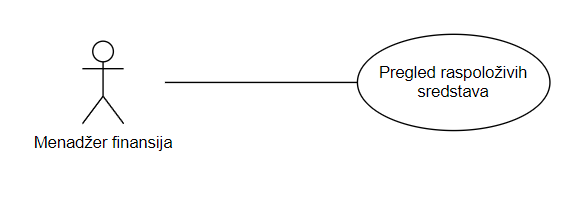 Pregled raspoloživih
sredstava
Menadžer finansija